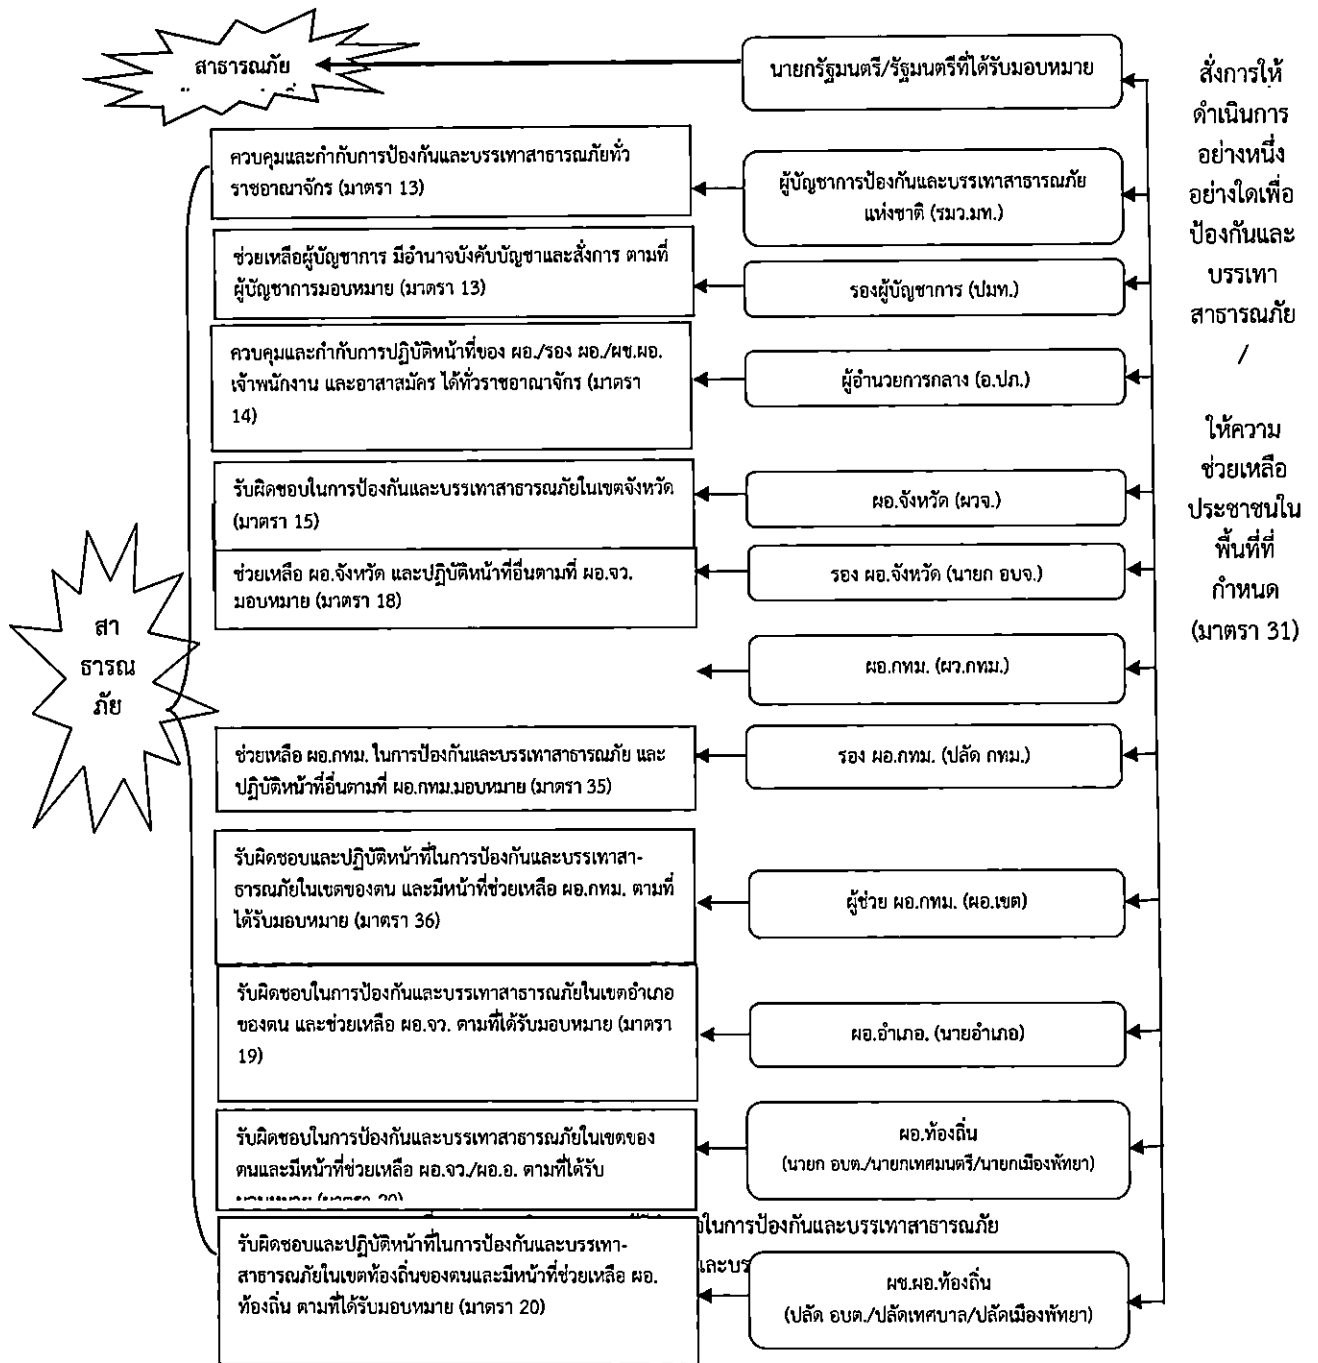 สาธารณภัย
นายกรัฐมนตรี/รัฐมนตรีที่ได้รับมอบหมาย
ควบคุมและกำกับการป้องกันและบรรเทาสาธารณภัยทั่ว
ราชอาณาจักร (มาตรา 13)
ผู้บัญชาการป้องกันและบรรเทาสาธารณภัย
แห่งชาติ (รมว.มท.)
ช่วยเหลือผู้บัญชาการ มีอำนาจบังคับบัญชาและสั่งการ ตามที่
ผู้บัญชาการมอบหมาย (มาตรา 13)
รองผู้บัญชาการ (ปมท.)
ควบคุมและกำกับการปฏิบัติหน้าที่ของ ผอ./รอง ผอ./ผช.ผอ.
เจ้าพนักงาน และอาสาสมัคร ได้ทั่วราชอาณาจักร (มาตรา
14)
ผู้อำนวยการกลาง (อ.ปภ.)
รับผิดชอบในการป้องกันและบรรเทาสาธารณภัยในเขตจังหวัด
(มาตรา 15)
ผอ.จังหวัด (ผวจ.)
ช่วยเหลือ ผอ.จังหวัด และปฏิบัติหน้าที่อื่นตามที่ ผอ.จว.
มอบหมาย (มาตรา 18)
รอง ผอ.จังหวัด (นายก อบจ.)
ผอ.กทม. (ผว.กทม.)
ช่วยเหลือ ผอ.กทม. ในการป้องกันและบรรเทาสาธารณภัย และ
ปฏิบัติหน้าที่อื่นตามที่ ผอ.กทม.มอบหมาย (มาตรา 35)
รอง ผอ.กทม. (ปลัด กทม.)
รับผิดชอบและปฏิบัติหน้าที่ในการป้องกันและบรรเทาสา-
ธารณภัยในเขตของตน และมีหน้าที่ช่วยเหลือ ผอ.กทม. ตามที่
ได้รับมอบหมาย (มาตรา 36)
ผู้ช่วย ผอ.กทม. (ผอ.เขต)
รับผิดชอบในการป้องกันและบรรเทาสาธารณภัยในเขตอำเภอ
ของตน และช่วยเหลือ ผอ.จว. ตามที่ได้รับมอบหมาย (มาตรา
19)
ผอ.อำเภอ. (นายอำเภอ)
รับผิดชอบในการป้องกันและบรรเทาสาธารณภัยในเขตของ
ตนและมีหน้าที่ช่วยเหลือ ผอ.จว./ผอ.อ. ตามที่ได้รับ
ผอ.ท้องถิ่น
(นายก อบต./นายกเทศมนตรี/นายกเมืองพัทยา)
ในการป้องกันและบรรเทาสาธารณภัย
รับผิดชอบและปฏิบัติหน้าที่ในการป้องกันและบรรเทา-
สาธารณภัยในเขตท้องถิ่นของตนและมีหน้าที่ช่วยเหลือ ผอ.
ท้องถิ่น ตามที่ได้รับมอบหมาย (มาตรา 20)
ผช.ผอ.ท้องถิ่น
(ปลัด อบต./ปลัดเทศบาล/ปลัดเมืองพัทยา)
สา
ธารณ
ภัย
สั่งการให้
ดำเนินการ
อย่างหนึ่ง
อย่างใดเพื่อ
ป้องกันและ
บรรเทา
สาธารณภัย
/
ให้ความ
ช่วยเหลือ
ประชาชนใน
พื้นที่ที่
กำหนด
(มาตรา 31)